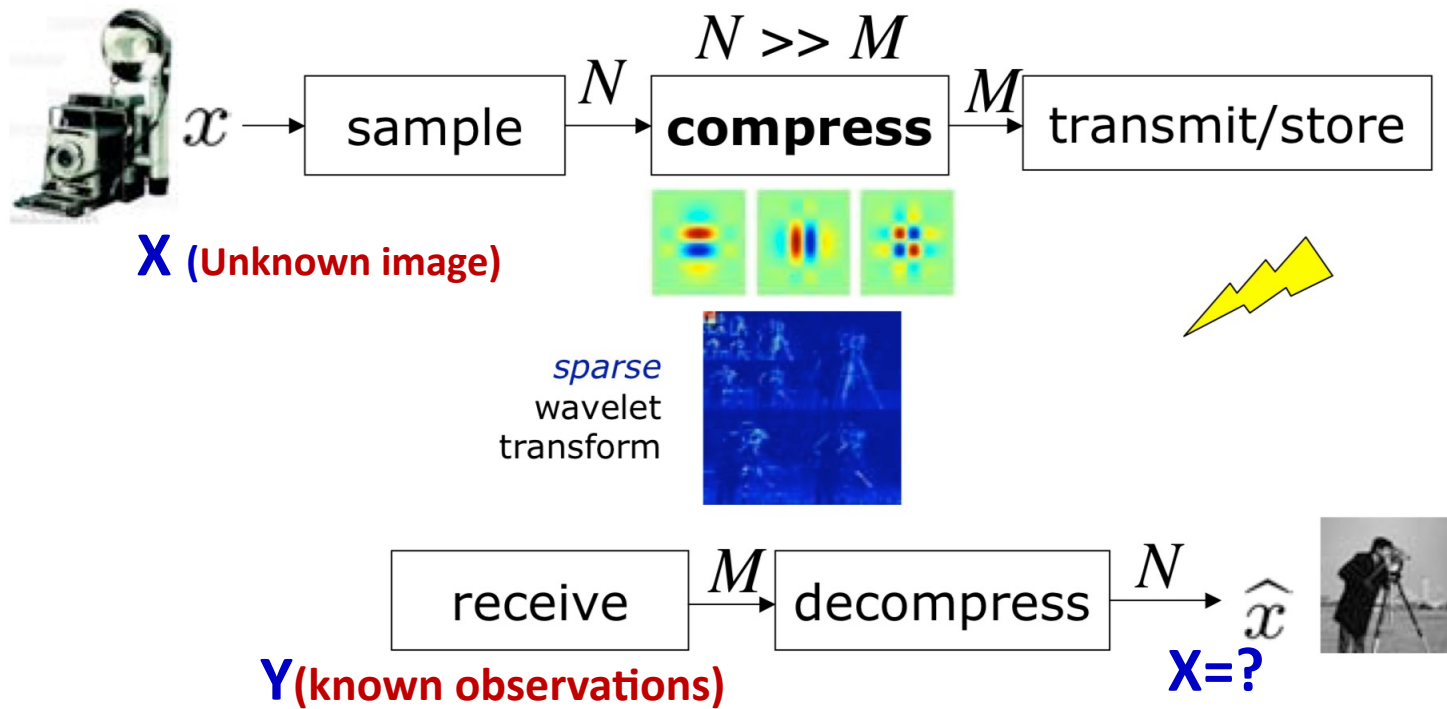 N >> M
x
sample
N
compress
M
transmit/store
X (Unknown image)
sparse
wavelet
transform
receive
M
decompress
N
x̂
Y(known observations)
X=?